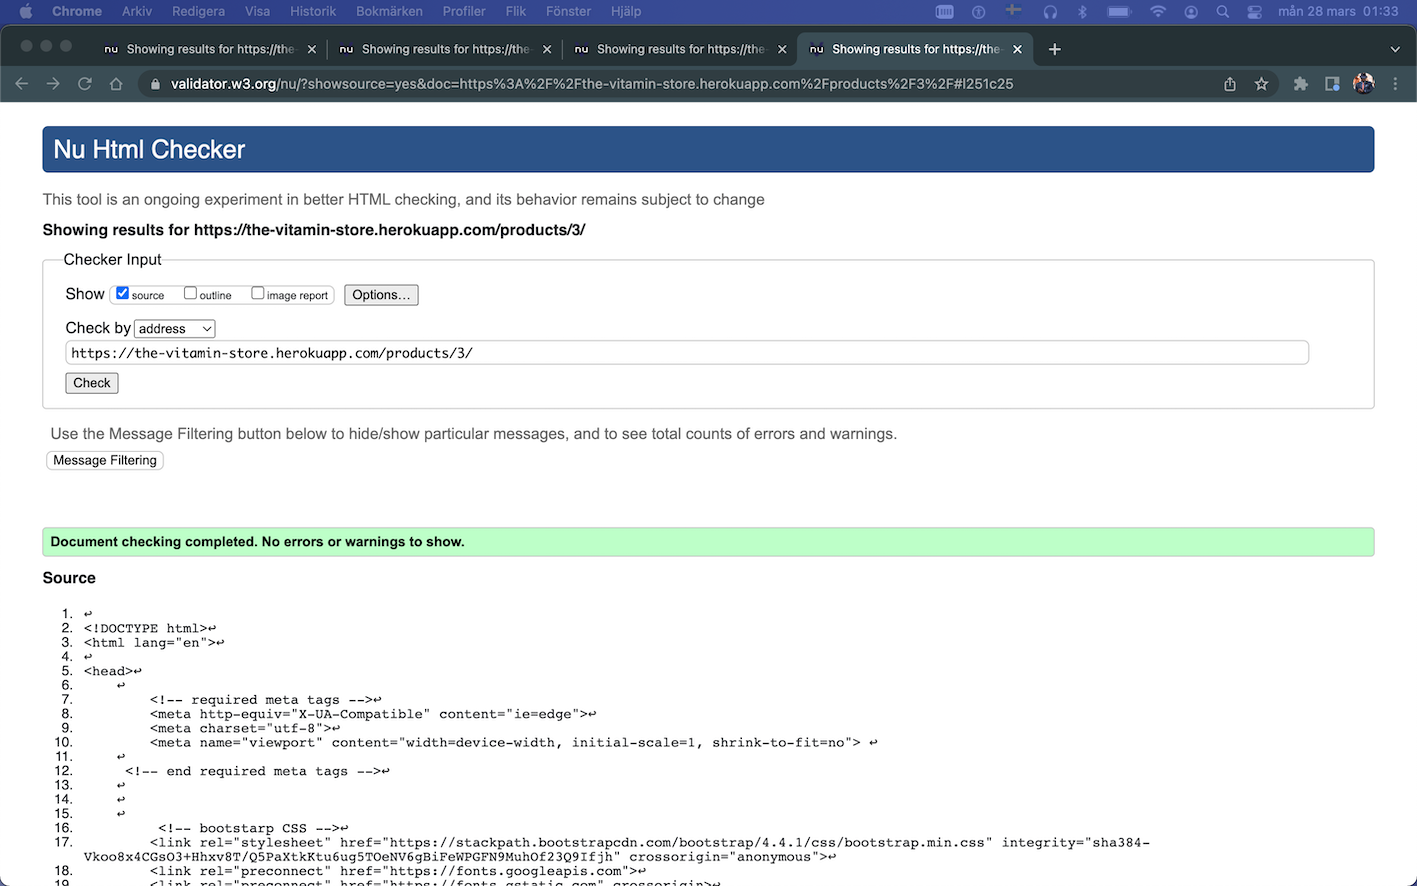 Chrome Arkiv Redigera Visa Historik Bokmärken Profiler Flik Fönster Hjälp mån 28 mars 01:33
nu Showing results for https://the- nu Showing results for https://the- nu Showing results for https://the- nu Showing results for https://the-
validator.w3.org/nu/?showsource=yes&doc=https%3A%2F%2Fthe-vitamin-store.herokuapp.com%2Fproducts%2F3%2F#l251c25
Nu Html Checker
This tool is an ongoing experiment in better HTML checking, and its behavior remains subject to change
Showing results for https://the-vitamin-store.herokuapp.com/products/3/
Checker Input
Show source outline image report Options...
Check by address
https://the-vitamin-store.herokuapp.com/products/3/
Check
Use the Message Filtering button below to hide/show particular messages, and to see total counts of errors and warnings.
Message Filtering
Document checking completed. No errors or warnings to show.
Source
1. ↩
2. <!DOCTYPE html>↩
3. <html lang="en">↩
4. ↩
5. <head>↩
6. ↩
7. <!-- required meta tags -->↩
8. <meta http-equiv="X-UA-Compatible" content="ie=edge">↩
9. <meta charset="utf-8">↩
10. <meta name="viewport" content="width=device-width, initial-scale=1, shrink-to-fit=no"> ↩
11. ↩
12. <!-- end required meta tags -->↩
13. ↩
14. ↩
15. ↩
16. <!-- bootstarp CSS -->↩
17. <link rel="stylesheet" href="https://stackpath.bootstrapcdn.com/bootstrap/4.4.1/css/bootstrap.min.css" integrity="sha384-
Vkoo8x4CGsO3+Hhxv8T/Q5PaXtkKtu6ug5TOeNV6gBiFeWPGFN9MuhOf23Q9Ifjh" crossorigin="anonymous">↩
18. <link rel="preconnect" href="https://fonts.googleapis.com">↩
19. <link rel="preconnect" href="https://fonts.gstatic.com" crossorigin>↩